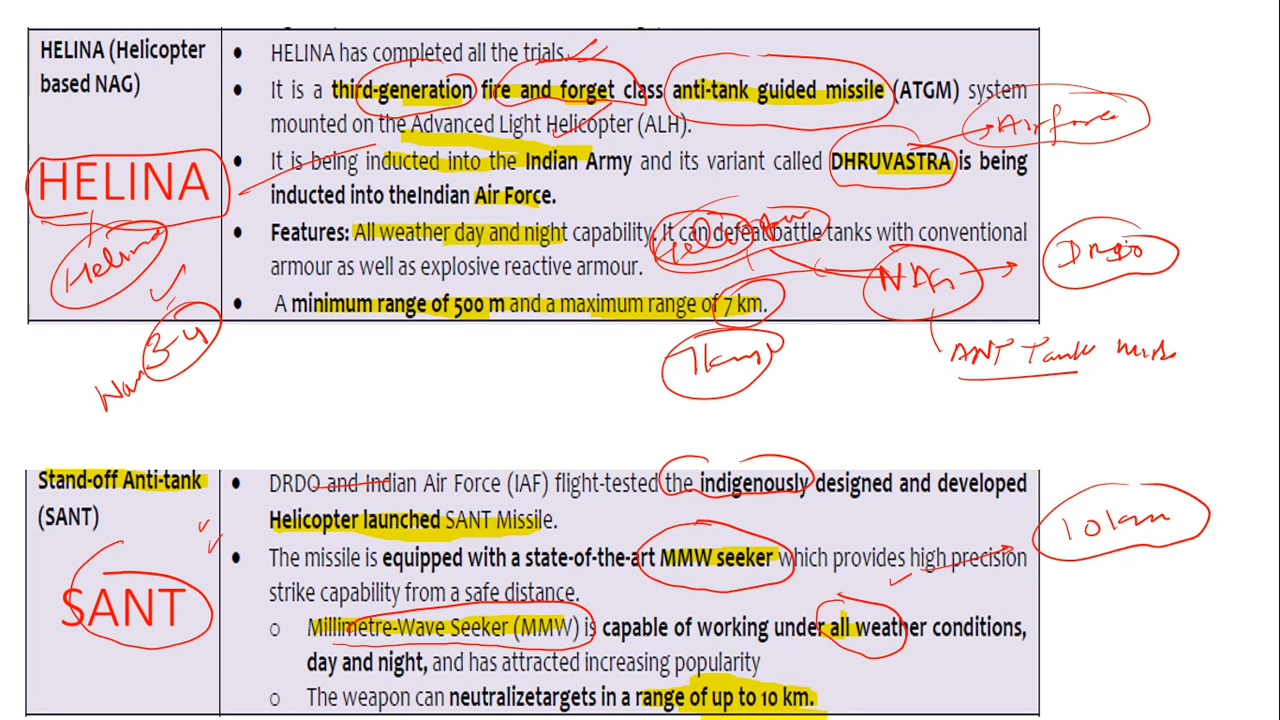 HELINA (Helicopter
based NAG)
HELINA
Helina
3-4
• HELINA has completed all the trials.
• It is a third-generation fire and forget class anti-tank guided missile (ATGM) system
mounted on the Advanced Light Helicopter (ALH).
Airforce
• It is being inducted into the Indian Army and its variant called DHRUVASTRA is being
inducted into theIndian Air Force.
• Features: All weather day and night capability. It can defeat battle tanks with conventional
armour as well as explosive reactive armour.
• A minimum range of 500 m and a maximum range of 7 km.
NAG
DRDO
ANT Tank
Stand-off Anti-tank
(SANT)
SANT
• DRDO and Indian Air Force (IAF) flight-tested the indigenously designed and developed
Helicopter launched SANT Missile.
10km
• The missile is equipped with a state-of-the-art MMW seeker which provides high precision
strike capability from a safe distance.
o Millimetre-Wave Seeker (MMW) is capable of working under all weather conditions,
day and night, and has attracted increasing popularity
o The weapon can neutralizetargets in a range of up to 10 km.